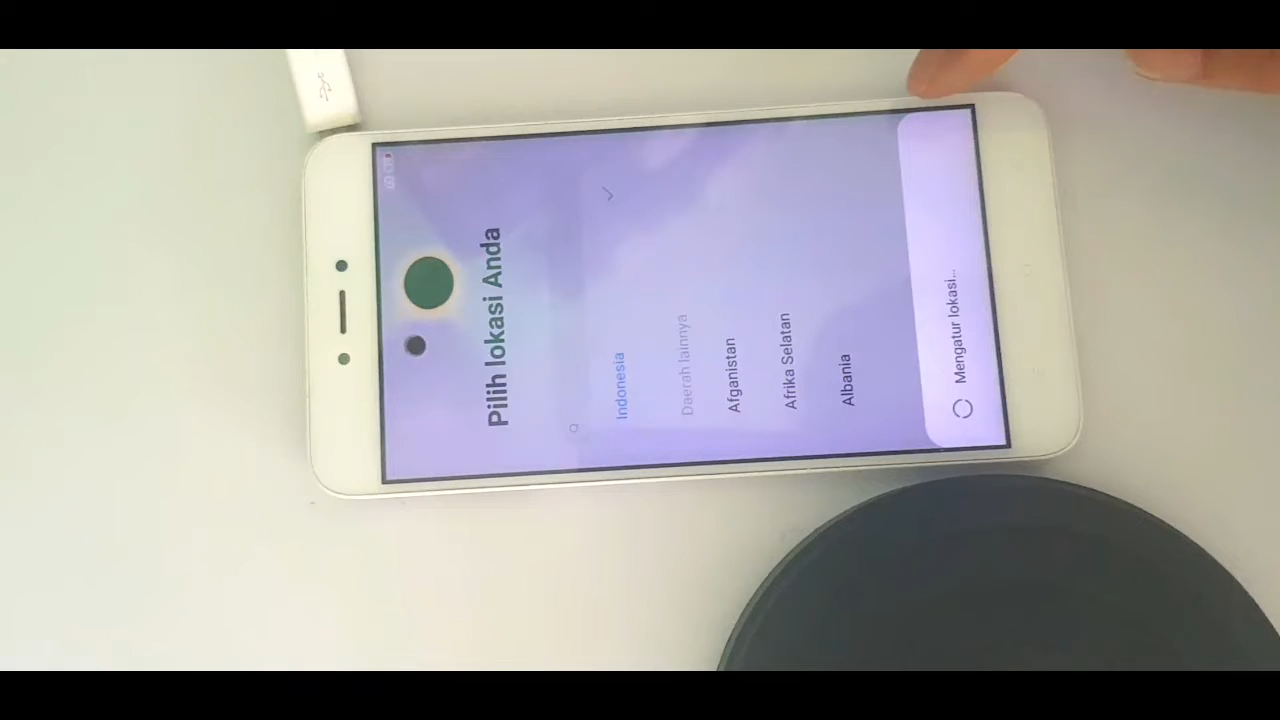 Pilih lokasi Anda
Indonesia
Daerah lainnya
Afganistan
Afrika Selatan
Albania
Mengatur lokasi...